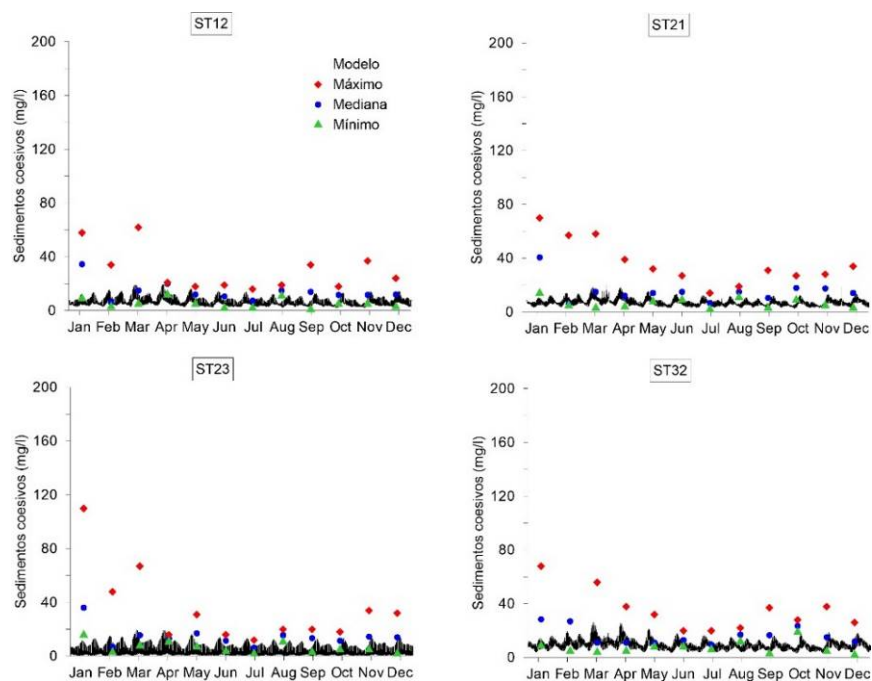 ST12
Sedimentos coesivos (mg/l)
200
160
120
80
40
0
Modelo
Máximo
Mediana
Mínimo
Jan Feb Mar Apr May Jun Jul Aug Sep Oct Nov Dec
ST21
Sedimentos coesivos (mg/l)
200
160
120
80
40
0
Jan Feb Mar Apr May Jun Jul Aug Sep Oct Nov Dec
ST23
Sedimentos coesivos (mg/l)
200
160
120
80
40
0
Jan Feb Mar Apr May Jun Jul Aug Sep Oct Nov Dec
ST32
Sedimentos coesivos (mg/l)
200
160
120
80
40
0
Jan Feb Mar Apr May Jun Jul Aug Sep Oct Nov Dec